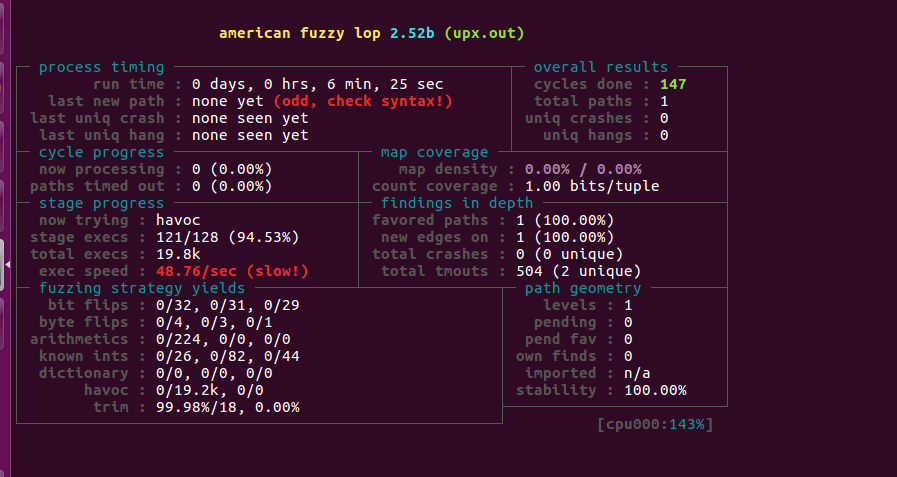 american fuzzy lop 2.52b (upx.out)
process timing overall results
run time : 0 days, 0 hrs, 6 min, 25 sec cycles done : 147
last new path : none yet (odd, check syntax!) total paths : 1
last uniq crash : none seen yet uniq crashes : 0
last uniq hang : none seen yet uniq hangs : 0
cycle progress map coverage
now processing : 0 (0.00%) map density : 0.00% / 0.00%
paths timed out : 0 (0.00%) count coverage : 1.00 bits/tuple
stage progress findings in depth
now trying : havoc favored paths : 1 (100.00%)
stage execs : 121/128 (94.53%) new edges on : 1 (100.00%)
total execs : 19.8k total crashes : 0 (0 unique)
exec speed : 48.76/sec (slow!) total tmouts : 504 (2 unique)
fuzzing strategy yields path geometry
bit flips : 0/32, 0/31, 0/29 levels : 1
byte flips : 0/4, 0/3, 0/1 pending : 0
arithmetics : 0/224, 0/0, 0/0 pend fav : 0
known ints : 0/26, 0/82, 0/44 own finds : 0
dictionary : 0/0, 0/0, 0/0 imported : n/a
havoc : 0/19.2k, 0/0 stability : 100.00%
trim : 99.98%/18, 0.00%
[cpu000:143%]